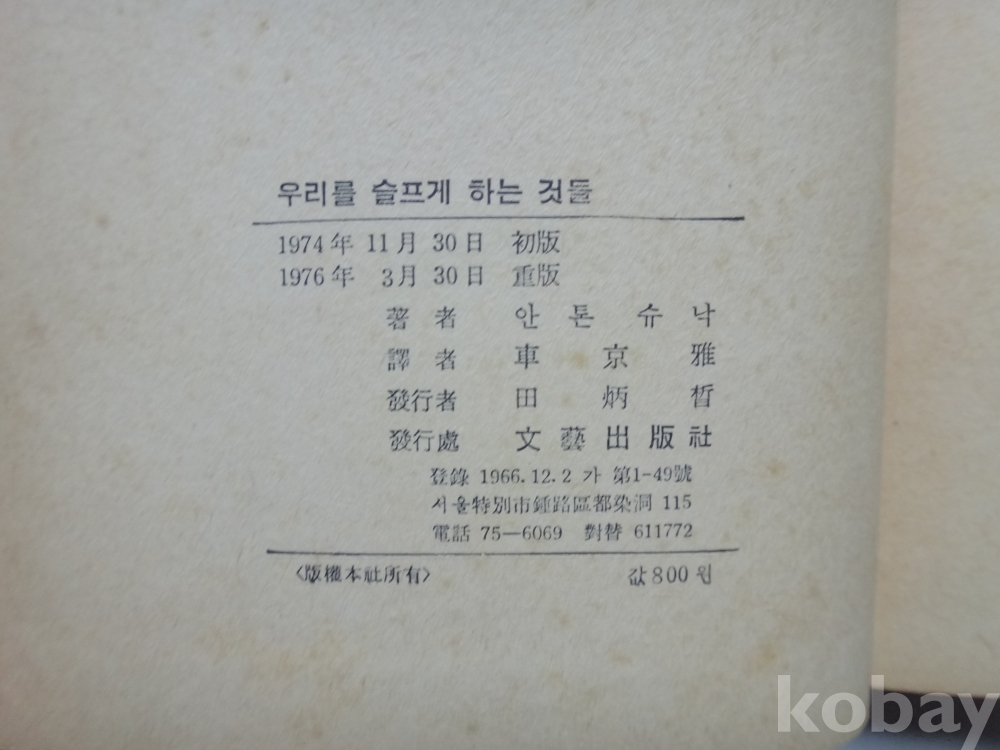 우리를 슬프게 하는 것들
1974年 11月 30日 初版
1976年 3月 30日 重版
著者 안톤 슈낙
譯者 車京雅
發行者 田炳晳
發行處 文藝出版社
登錄 1966.12.2 가 第1-49號
서울特別市鍾路區都染洞 115
電話 75—6069 對替 611772
〈版權本社所有〉 값800원
kobay